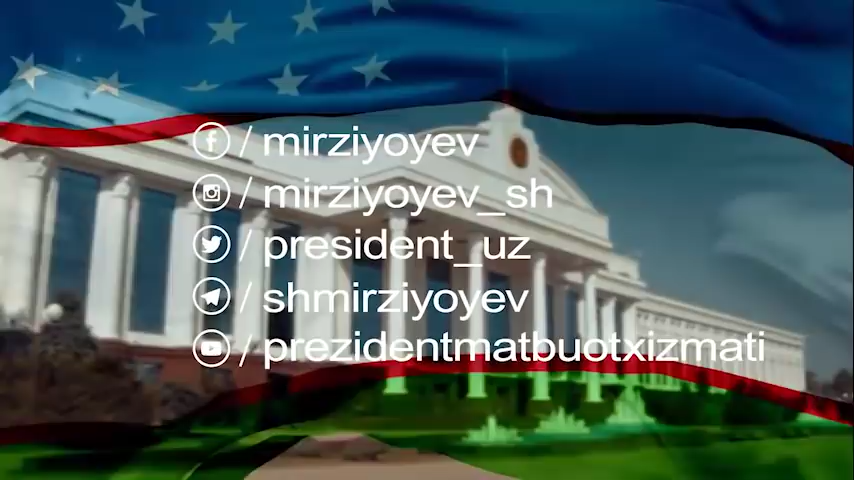 / mirziyoyev
/ mirziyoyev_sh
/ president_uz
/ shmirziyoyev
/ prezidentmatbuotxizmati